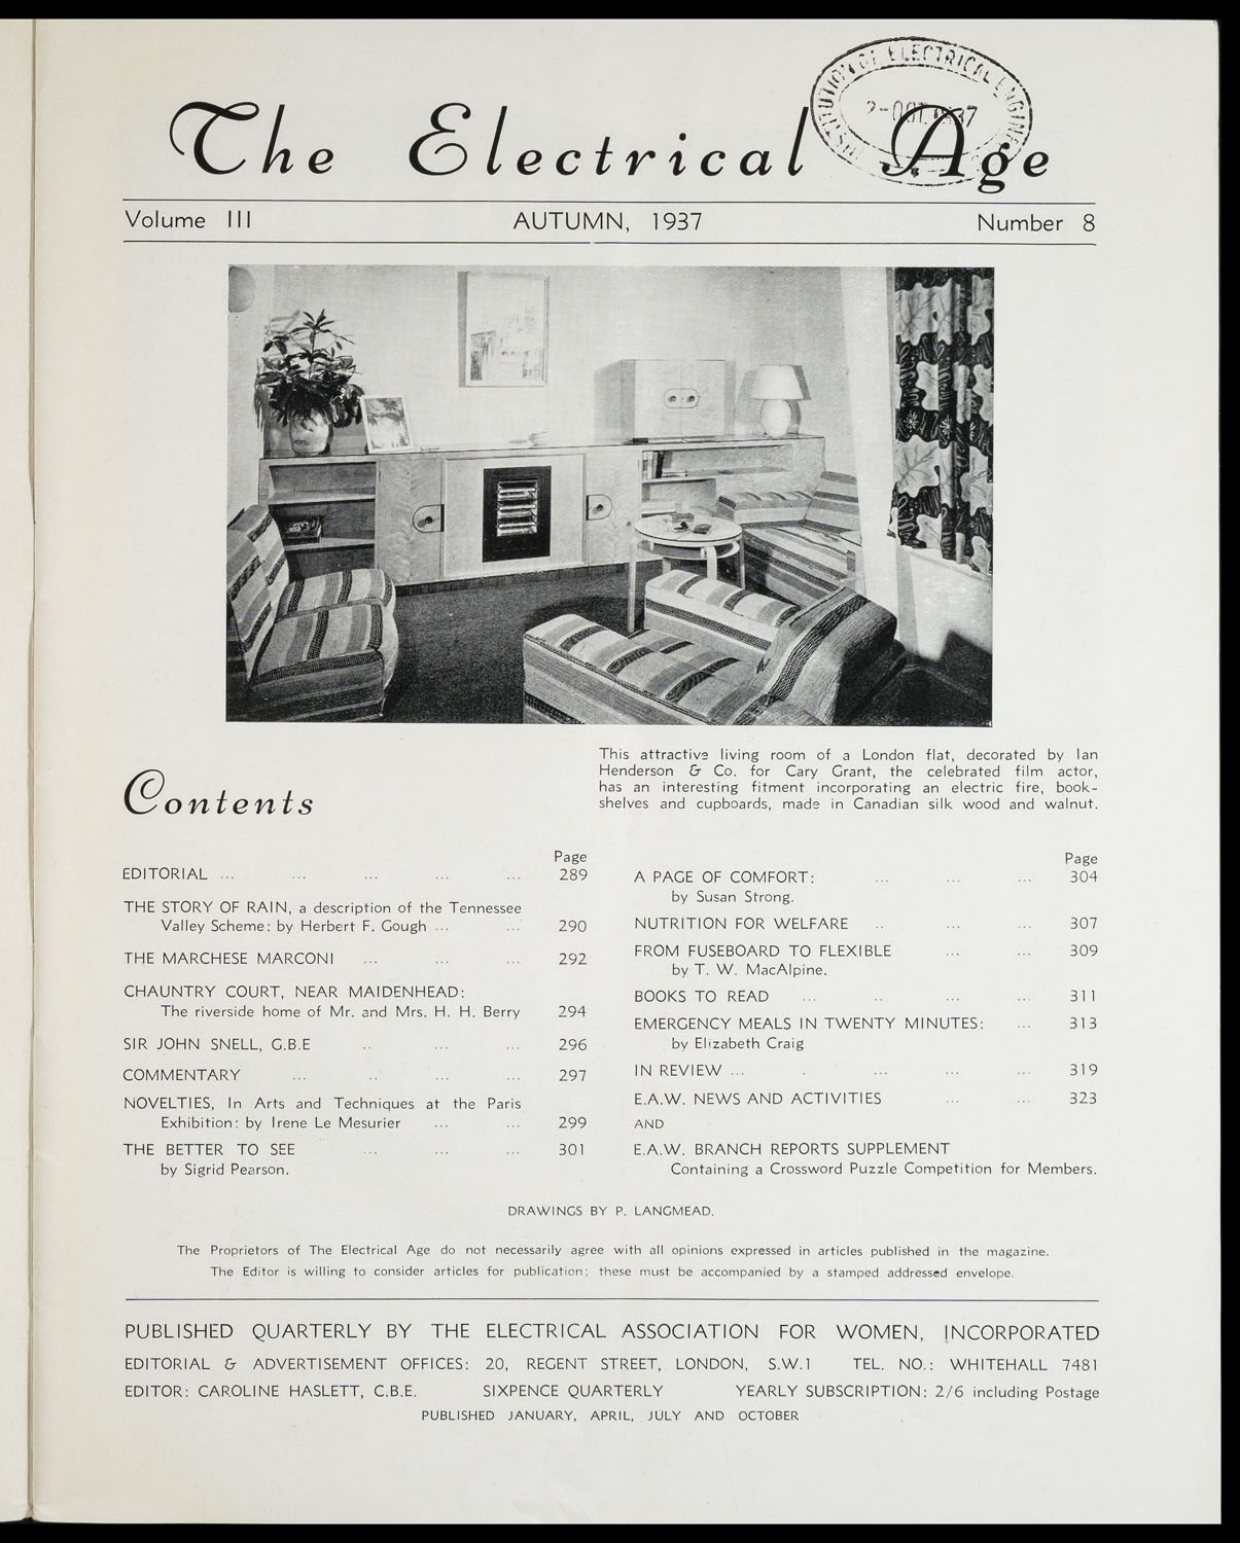 INSTITUTION OF ELECTRICAL
2-OCT.1937
The Electrical Age
Volume III AUTUMN, 1937 Number 8
This attractive living room of a London flat, decorated by Ian
Henderson & Co. for Cary Grant, the celebrated film actor,
has an interesting fitment incorporating an electric fire, book-
shelves and cupboards, made in Canadian silk wood and walnut.
Contents
Page
EDITORIAL ... ... ... ... ... 289
THE STORY OF RAIN, a description of the Tennessee
Valley Scheme: by Herbert F. Gough ... ... 290
THE MARCHESE MARCONI ... ... ... 292
CHAUNTRY COURT, NEAR MAIDENHEAD:
The riverside home of Mr. and Mrs. H. H. Berry 294
SIR JOHN SNELL, G.B.E .. ... ... 296
COMMENTARY ... .. ... ... 297
NOVELTIES, In Arts and Techniques at the Paris
Exhibition: by Irene Le Mesurier ... ... 299
THE BETTER TO SEE ... ... ... 301
by Sigrid Pearson.
Page
A PAGE OF COMFORT: ... ... ... 304
by Susan Strong.
NUTRITION FOR WELFARE .. ... ... 307
FROM FUSEBOARD TO FLEXIBLE ... ... 309
by T. W. MacAlpine.
BOOKS TO READ ... .. ... ... 311
EMERGENCY MEALS IN TWENTY MINUTES: ... 313
by Elizabeth Craig
IN REVIEW ... . ... ... ... 319
E.A.W. NEWS AND ACTIVITIES ... ... 323
AND
E.A.W. BRANCH REPORTS SUPPLEMENT
Containing a Crossword Puzzle Competition for Members.
DRAWINGS BY P. LANGMEAD.
The Proprietors of The Electrical Age do not necessarily agree with all opinions expressed in articles published in the magazine.
The Editor is willing to consider articles for publication; these must be accompanied by a stamped addressed envelope.
PUBLISHED QUARTERLY BY THE ELECTRICAL ASSOCIATION FOR WOMEN, INCORPORATED
EDITORIAL & ADVERTISEMENT OFFICES: 20, REGENT STREET, LONDON, S.W.1 TEL. NO.: WHITEHALL 7481
EDITOR: CAROLINE HASLETT, C.B.E. SIXPENCE QUARTERLY YEARLY SUBSCRIPTION: 2/6 including Postage
PUBLISHED JANUARY, APRIL, JULY AND OCTOBER